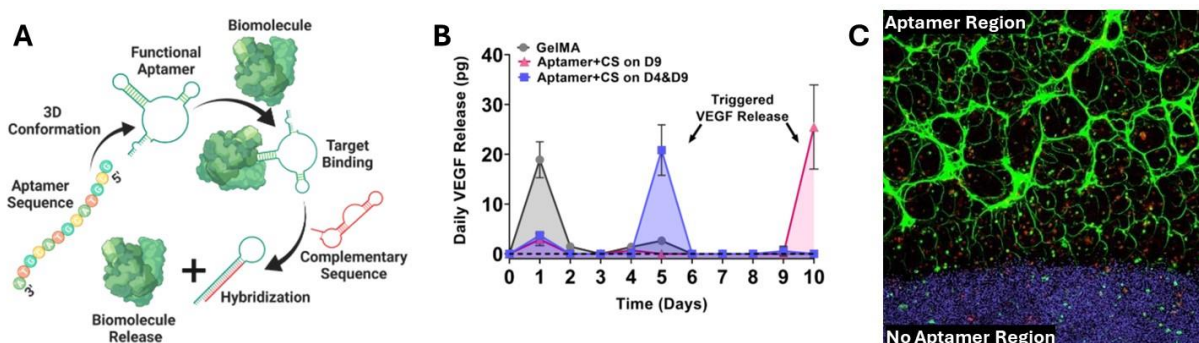 A
Biomolecule
Functional
Aptamer
3D
Conformation
Aptamer
Sequence
5'
3'
Target
Binding
Complementary
Sequence
Hybridization
Biomolecule
Release
B
Daily VEGF Release (pg)
40
30
20
10
0
GelMA
Aptamer+CS on D9
Aptamer+CS on D4&D9
Triggered
VEGF Release
0 1 2 3 4 5 6 7 8 9 10
Time (Days)
C
Aptamer Region
No Aptamer Region